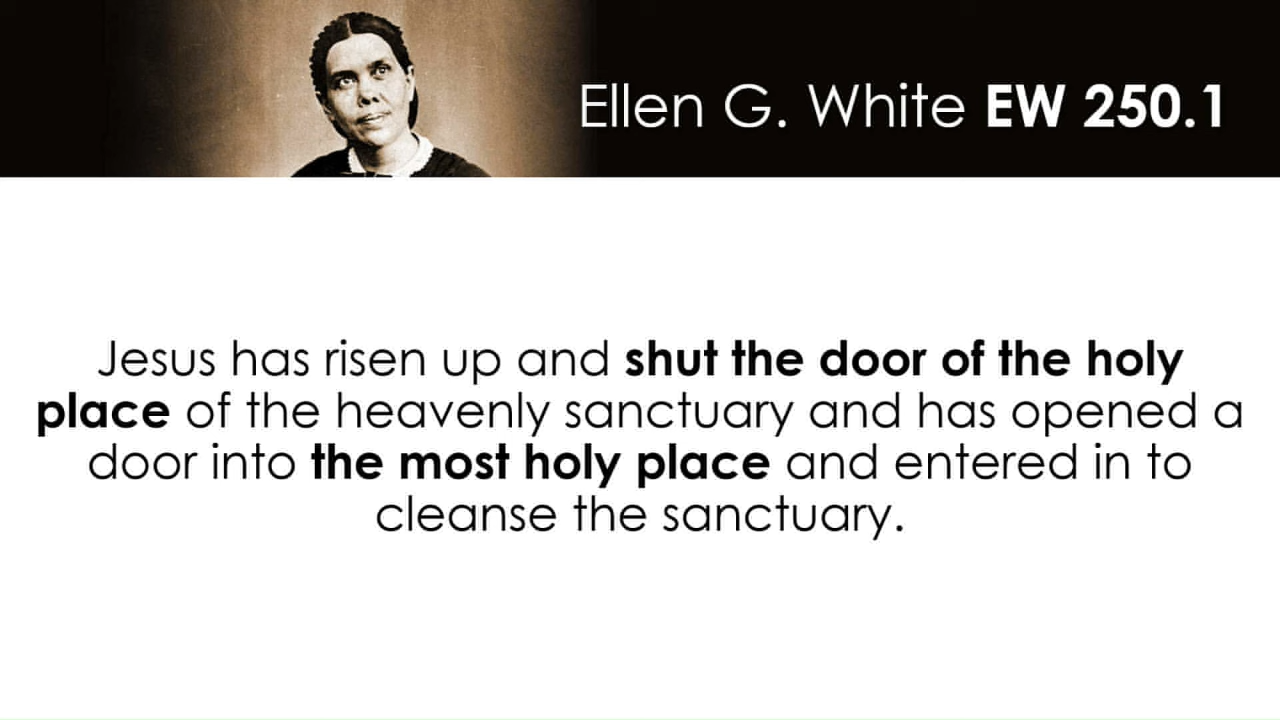 Ellen G. White EW 250.1
Jesus has risen up and shut the door of the holy
place of the heavenly sanctuary and has opened a
door into the most holy place and entered in to
cleanse the sanctuary.